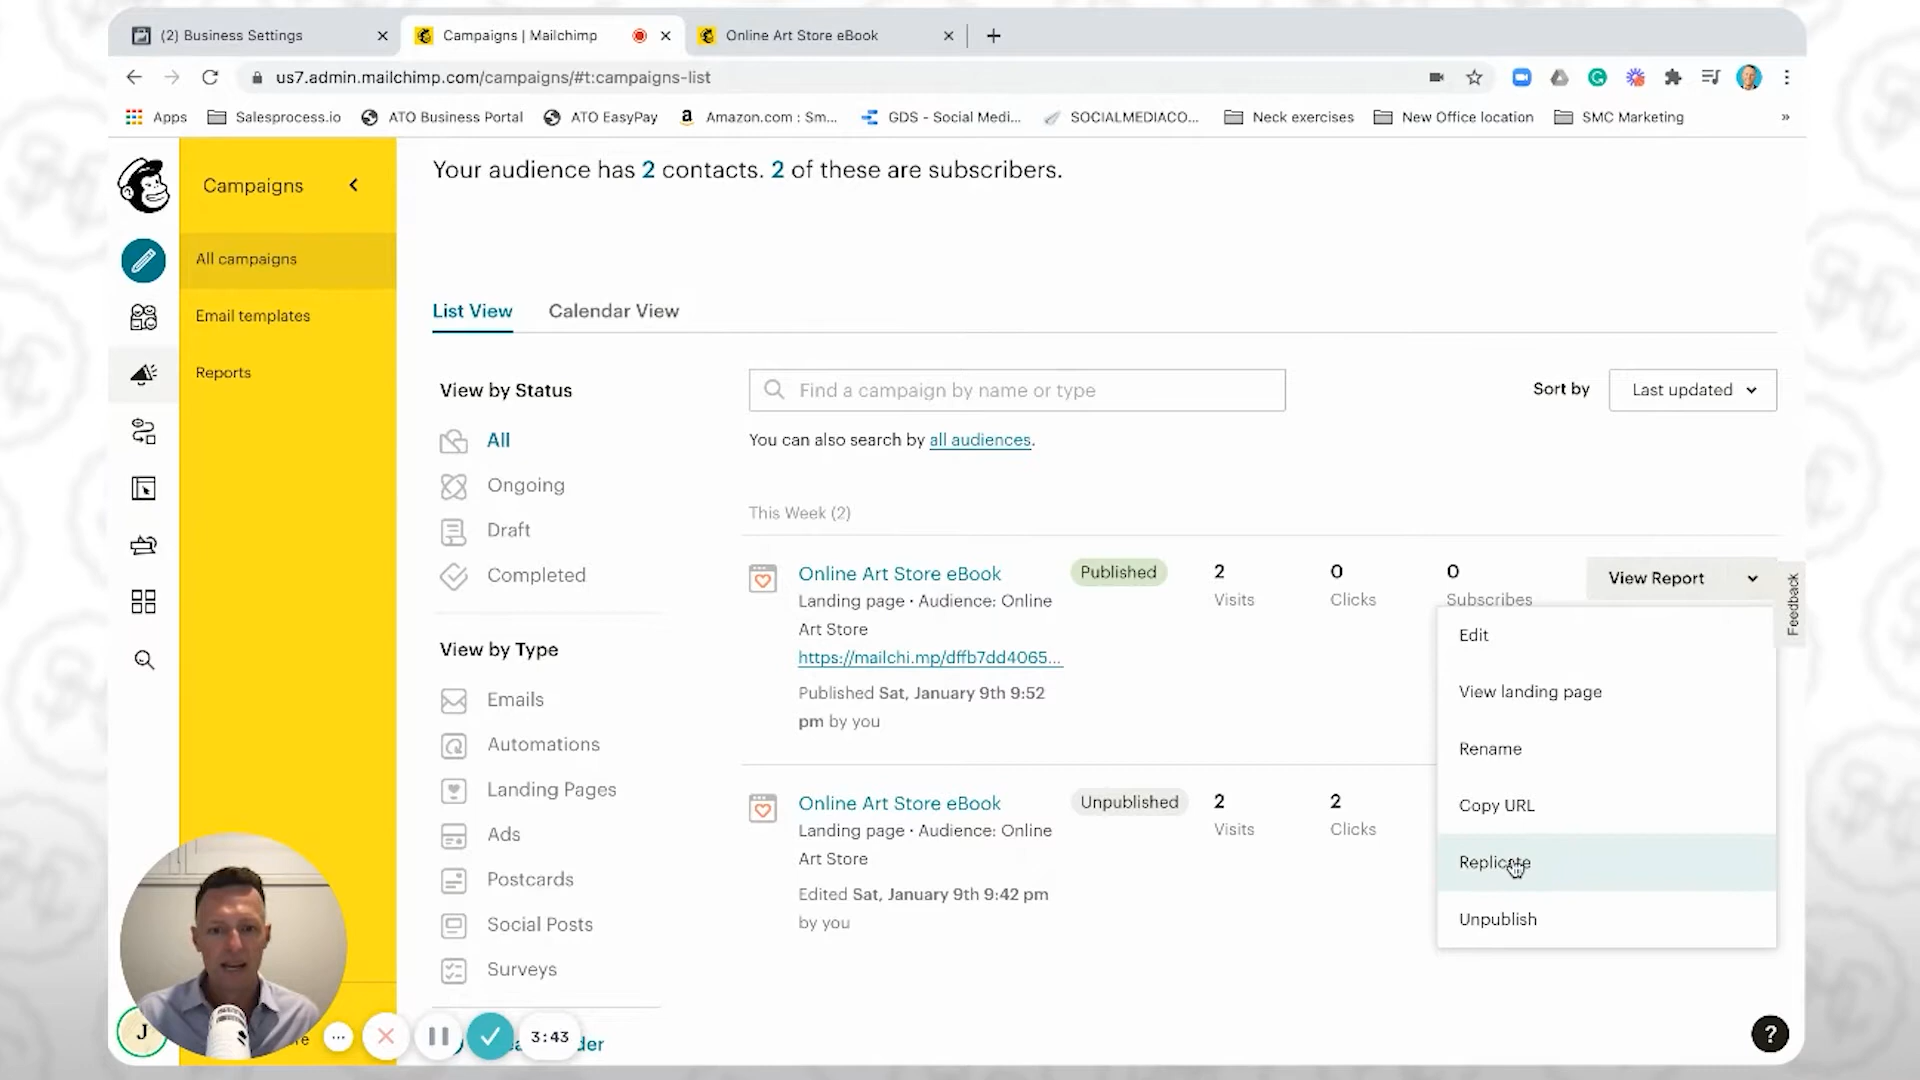 (2) Business Settings
Campaigns | Mailchimp
Online Art Store eBook
us7.admin.mailchimp.com/campaigns/#t:campaigns-list
Apps
Salesprocess.io
ATO Business Portal
ATO EasyPay
Amazon.com : Sm...
GDS - Social Medi...
SOCIALMEDIACO...
Neck exercises
New Office location
SMC Marketing
»
Campaigns
All campaigns
Email templates
Reports
Your audience has 2 contacts. 2 of these are subscribers.
List View
Calendar View
View by Status
All
Ongoing
Draft
Completed
View by Type
Emails
Automations
Landing Pages
Ads
Postcards
Social Posts
Surveys
Find a campaign by name or type
Sort by
Last updated
You can also search by all audiences.
This Week (2)
Online Art Store eBook
Landing page · Audience: Online
Art Store
https://mailchi.mp/dffb7dd4065...
Published Sat, January 9th 9:52
pm by you
Published
2
Visits
0
Clicks
0
Subscribes
View Report
Edit
View landing page
Rename
Copy URL
Replicate
Unpublish
Online Art Store eBook
Landing page · Audience: Online
Art Store
Edited Sat, January 9th 9:42 pm
by you
Unpublished
2
Visits
2
Clicks
Feedback
J
3:43
?